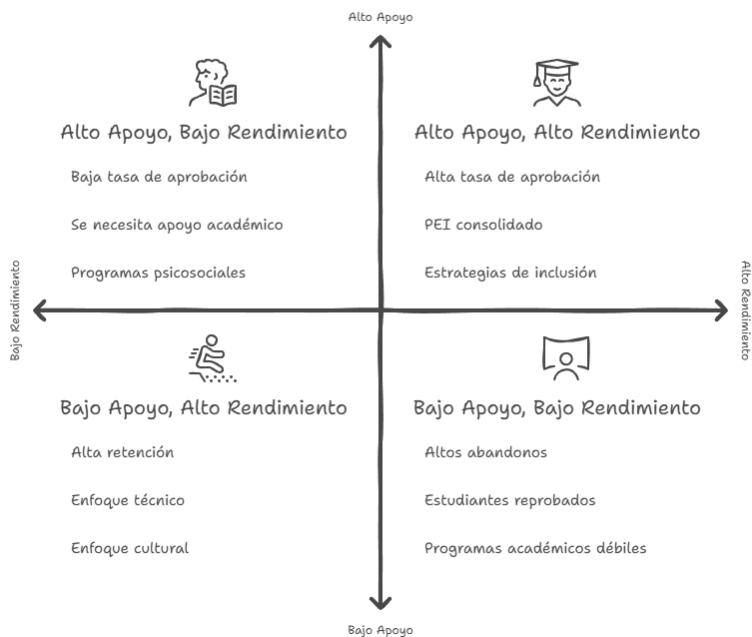 Alto Apoyo
Alto Apoyo, Bajo Rendimiento
Baja tasa de aprobación
Se necesita apoyo académico
Programas psicosociales
Alto Apoyo, Alto Rendimiento
Alta tasa de aprobación
PEI consolidado
Estrategias de inclusión
Bajo Rendimiento
Alto Rendimiento
Bajo Apoyo, Alto Rendimiento
Alta retención
Enfoque técnico
Enfoque cultural
Bajo Apoyo, Bajo Rendimiento
Altos abandonos
Estudiantes reprobados
Programas académicos débiles
Bajo Apoyo